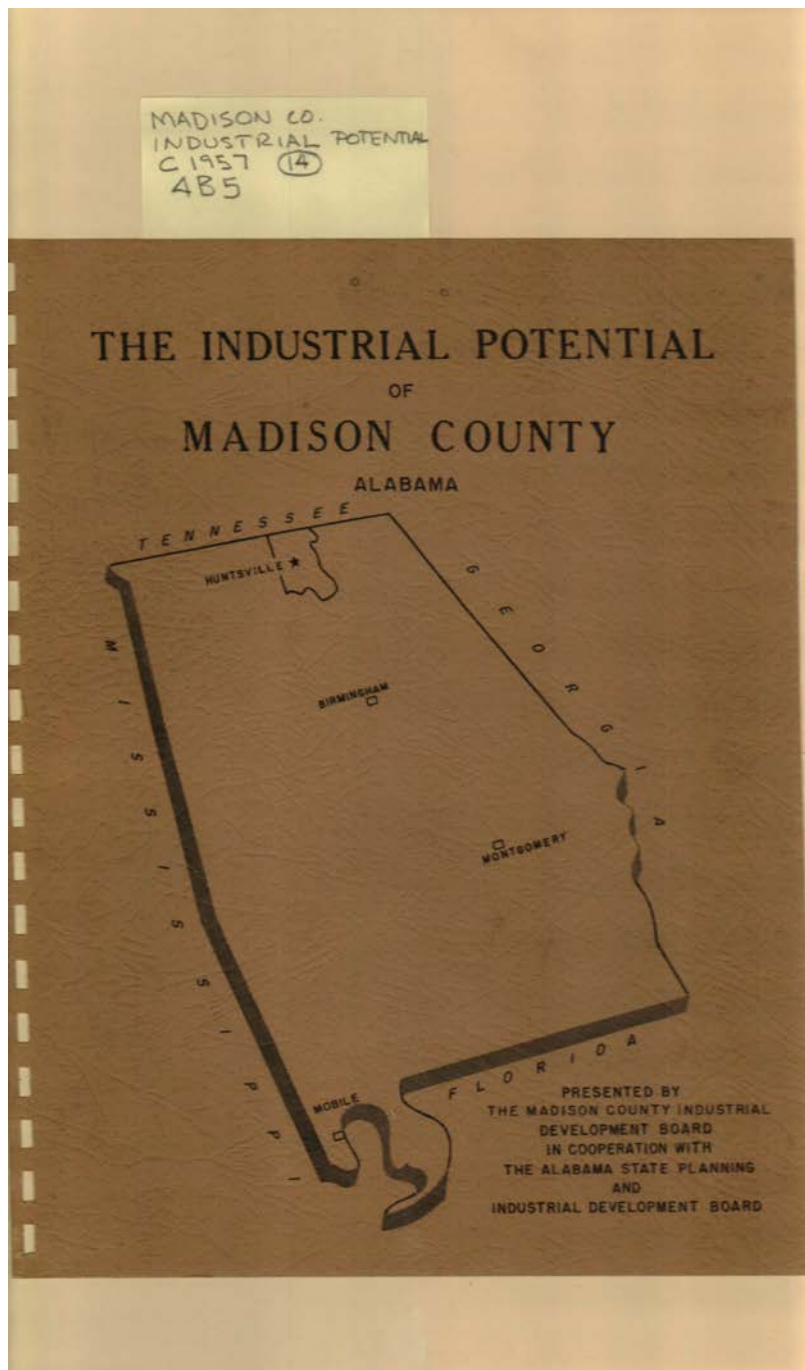 MADISON CO.
INDUSTRIAL POTENTIAL
C 1957 14
4B5
THE INDUSTRIAL POTENTIAL
OF
MADISON COUNTY
ALABAMA
TENNESSEE
HUNTSVILLE
GEORGIA
MISSISSIPPI
BIRMINGHAM
MONTGOMERY
MOBILE
FLORIDA
PRESENTED BY
THE MADISON COUNTY INDUSTRIAL
DEVELOPMENT BOARD
IN COOPERATION WITH
THE ALABAMA STATE PLANNING
AND
INDUSTRIAL DEVELOPMENT BOARD